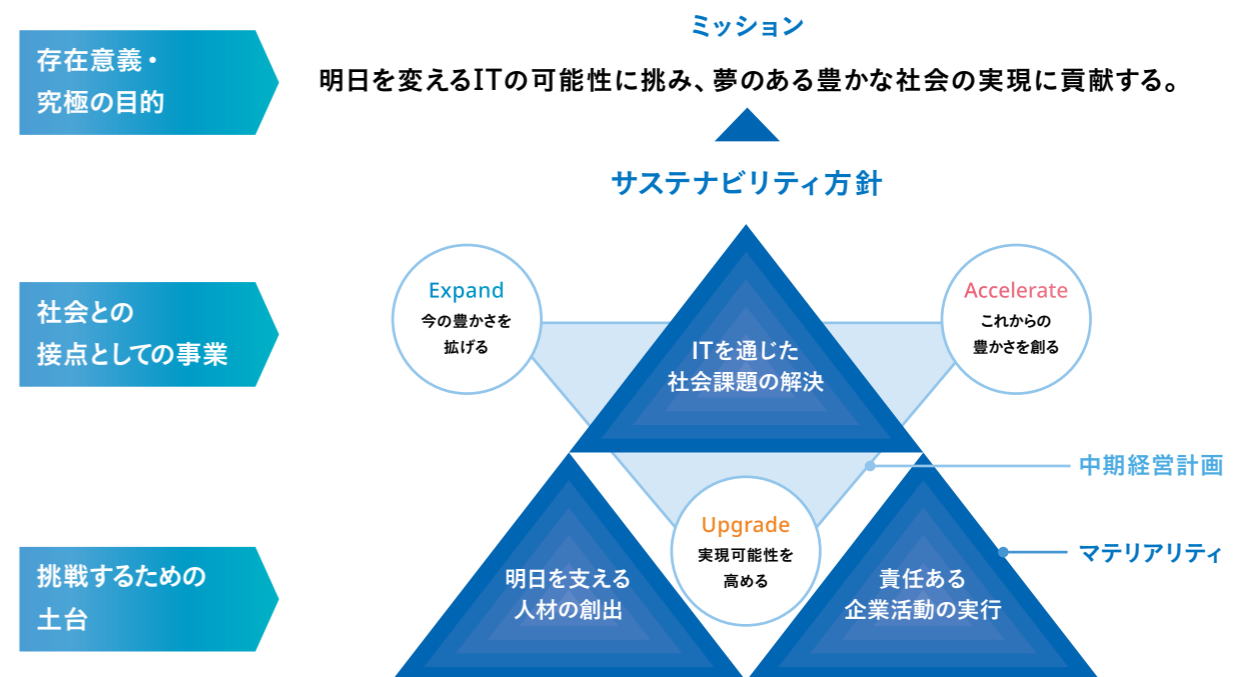 ミッション
存在意義・
究極の目的
明日を変えるITの可能性に挑み、夢のある豊かな社会の実現に貢献する。
サステナビリティ方針
社会との
接点としての事業
Expand
今の豊かさを
拡げる
ITを通じた
社会課題の解決
Accelerate
これからの
豊かさを創る
中期経営計画
マテリアリティ
挑戦するための
土台
明日を支える
人材の創出
Upgrade
実現可能性を
高める
責任ある
企業活動の実行